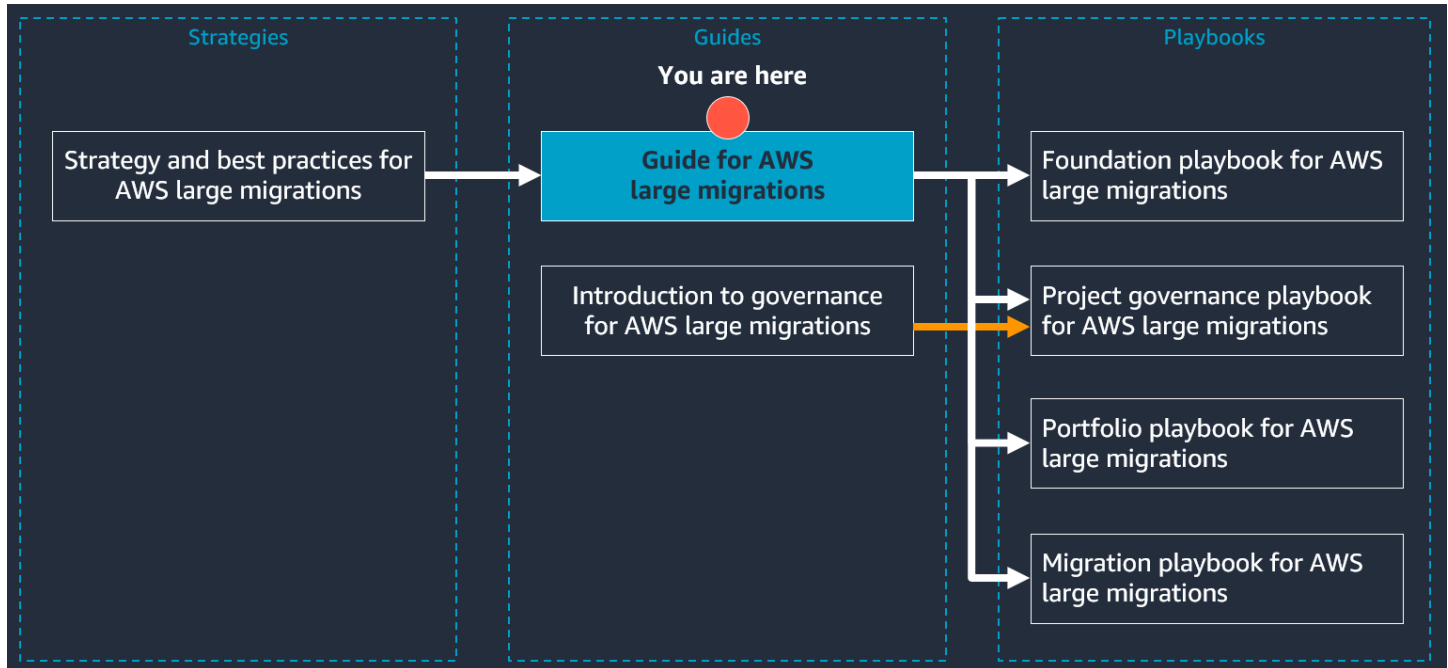 Strategies
Strategy and best practices for
AWS large migrations
Guides
You are here
Guide for AWS
large migrations
Introduction to governance
for AWS large migrations
Playbooks
Foundation playbook for AWS
large migrations
Project governance playbook
for AWS large migrations
Portfolio playbook for AWS
large migrations
Migration playbook for AWS
large migrations